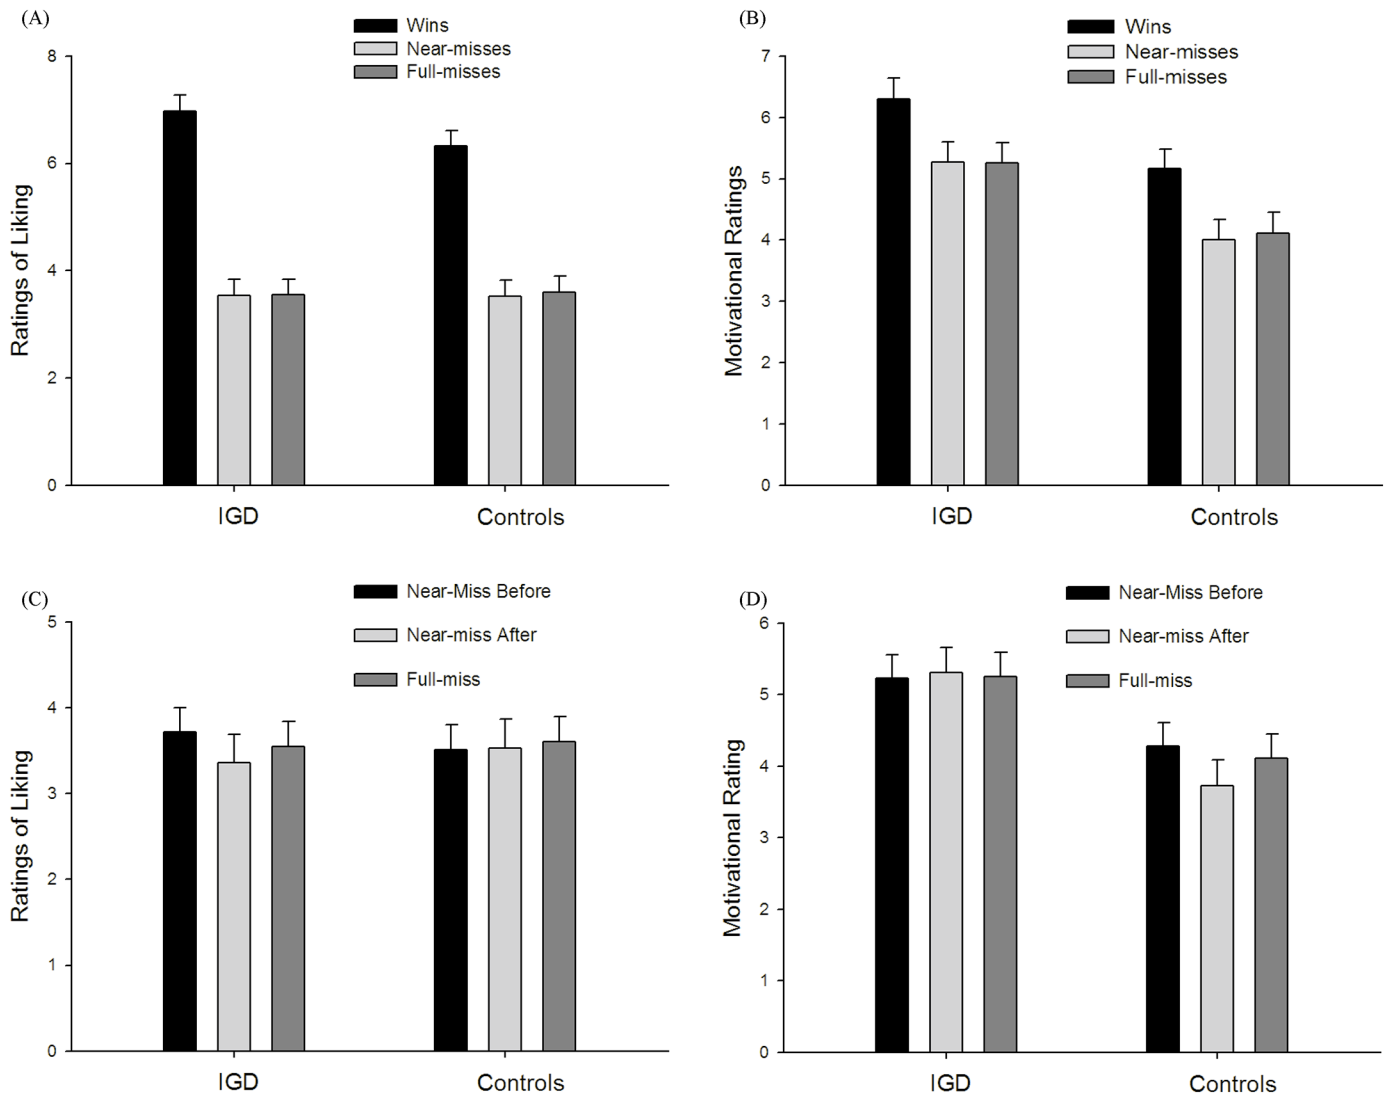 (A)
Wins
Near-misses
Full-misses
8
6
4
2
0
Ratings of Liking
IGD
Controls
(B)
Wins
Near-misses
Full-misses
7
6
5
4
3
2
1
0
Motivational Ratings
IGD
Controls
(C)
Near-Miss Before
Near-miss After
Full-miss
5
4
3
2
1
0
Ratings of Liking
IGD
Controls
(D)
Near-Miss Before
Near-miss After
Full-miss
6
5
4
3
2
1
0
Motivational Rating
IGD
Controls